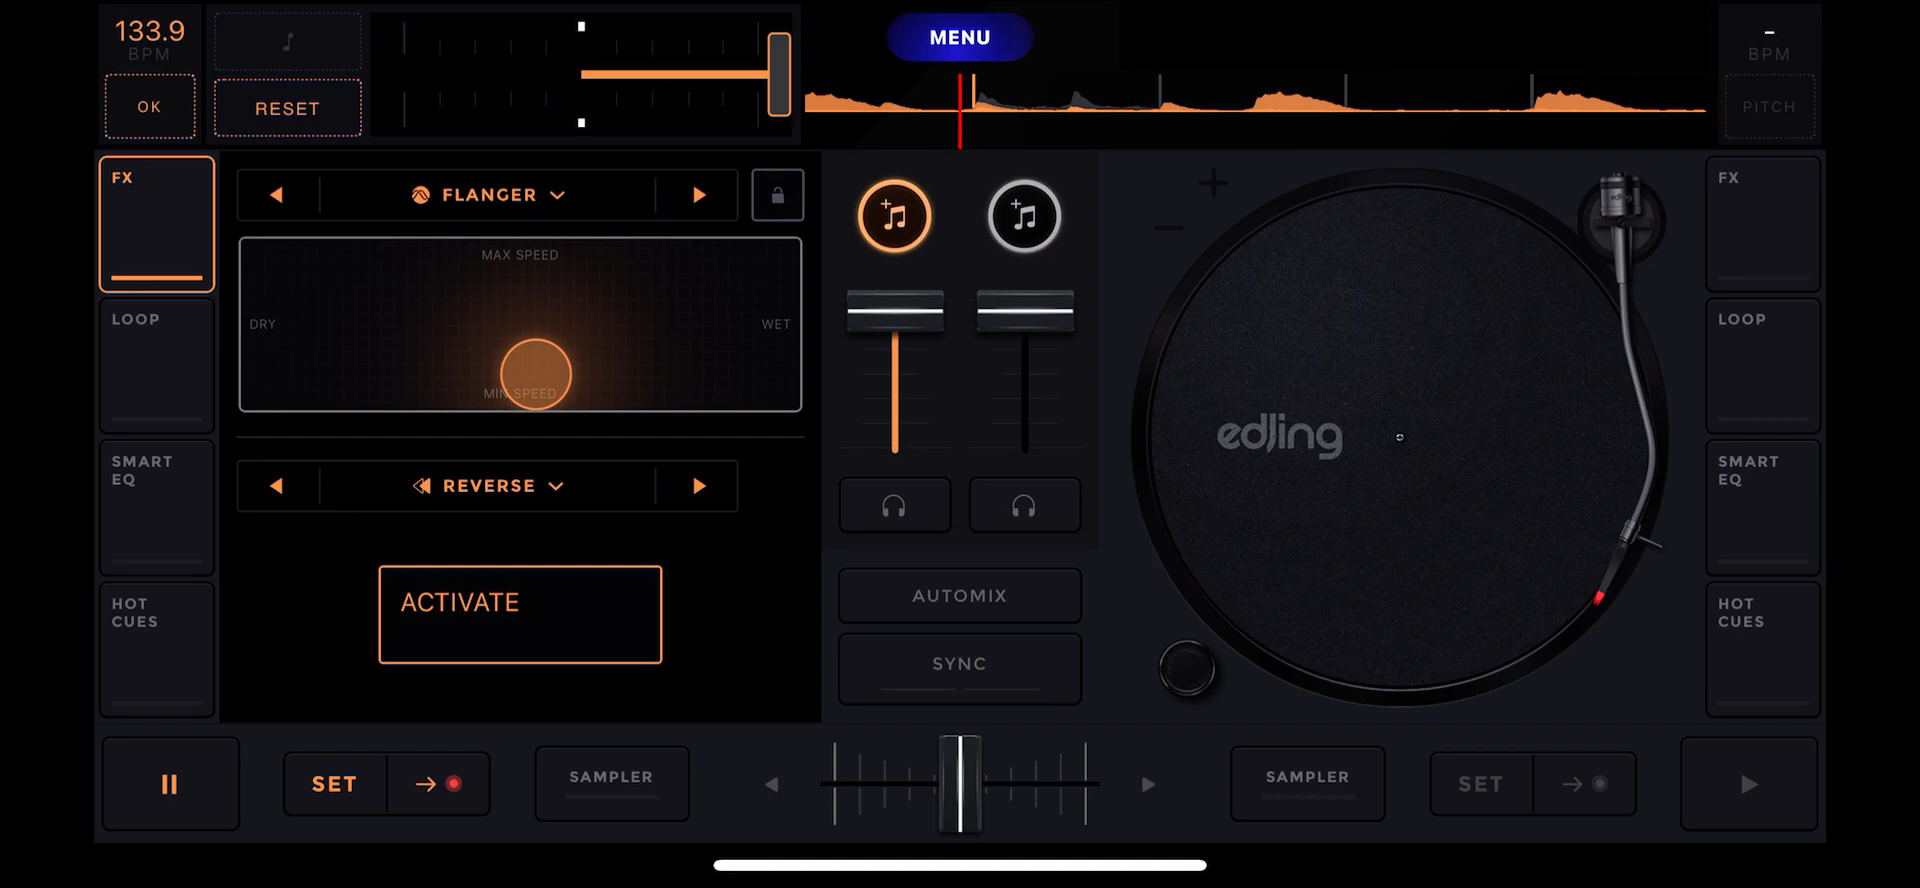 133.9
BPM
OK
RESET
MENU
-
BPM
PITCH
FX
LOOP
SMART
EQ
HOT
CUES
FLANGER
MAX SPEED
DRY
WET
MIN SPEED
REVERSE
ACTIVATE
AUTOMIX
SYNC
edjing
edjing
FX
LOOP
SMART
EQ
HOT
CUES
SET
SAMPLER
SAMPLER
SET